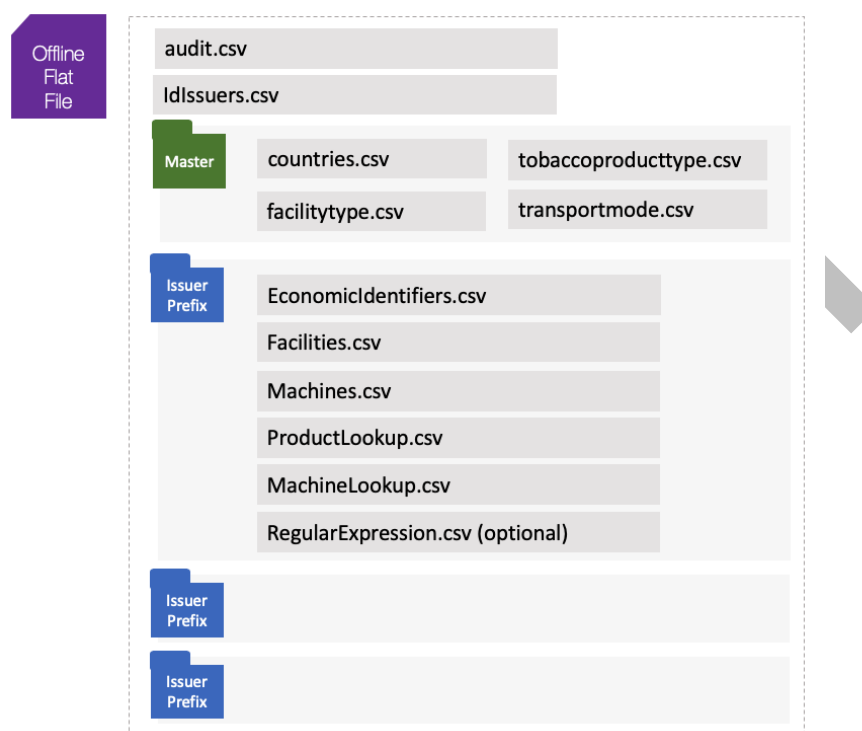 Offline
Flat
File
audit.csv
IdIssuers.csv
Master
countries.csv
tobaccoproducttype.csv
facilitytype.csv
transportmode.csv
Issuer
Prefix
EconomicIdentifiers.csv
Facilities.csv
Machines.csv
ProductLookup.csv
MachineLookup.csv
RegularExpression.csv (optional)
Issuer
Prefix
Issuer
Prefix